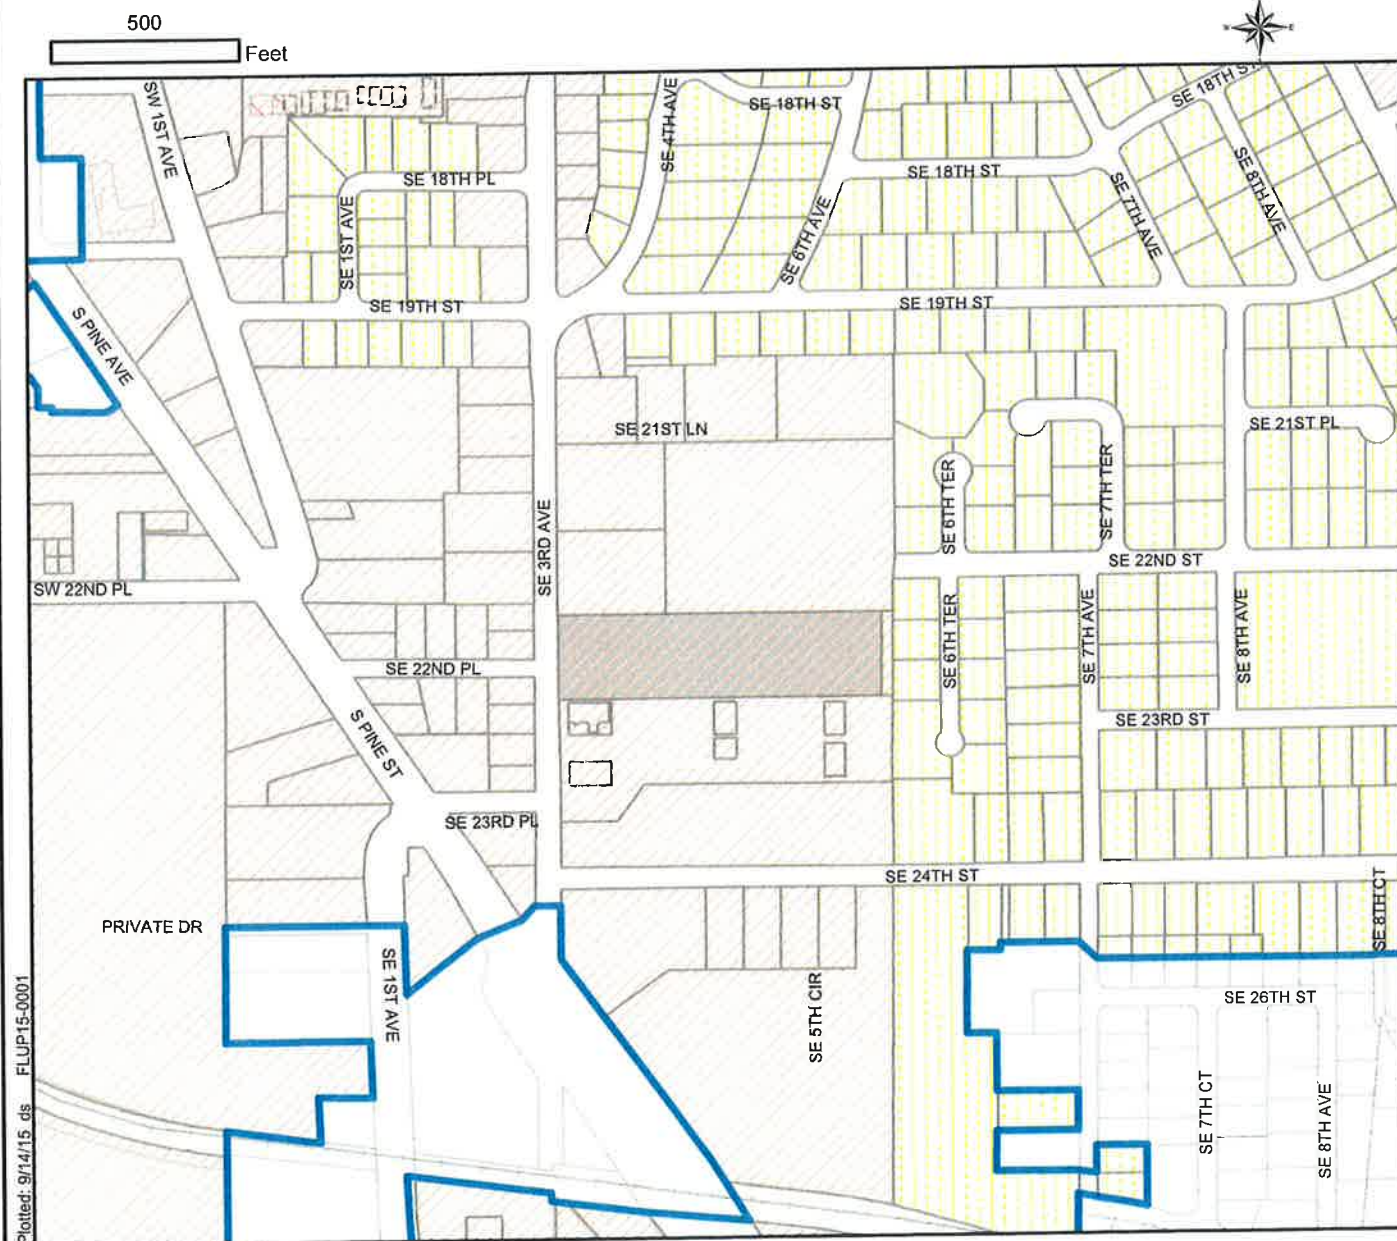 500
Feet
W
E
SW 1ST AVE
SE 4TH AVE
SE 18TH ST
SE 18TH ST
SE 18TH PL
SE 18TH ST
SE 1ST AVE
SE 6TH AVE
SE 7TH AVE
SE 8TH AVE
SE 19TH ST
SE 19TH ST
S PINE AVE
SE 21ST LN
SE 21ST PL
SE 3RD AVE
SE 6TH TER
SE 7TH TER
SE 22ND ST
SW 22ND PL
SE 6TH TER
SE 7TH AVE
SE 8TH AVE
SE 22ND PL
SE 23RD ST
S PINE ST
SE 23RD PL
SE 24TH ST
SE 8TH CT
PRIVATE DR
SE 1ST AVE
SE 5TH CIR
SE 26TH ST
SE 7TH CT
SE 8TH AVE
Plotted: 9/14/15 ds FLUP15-0001